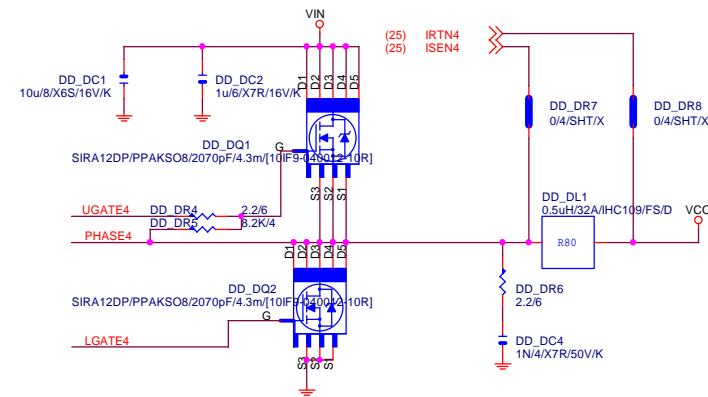 VIN
(25) IRTN4
(25) ISEN4
D1 D2 D3 D4 D5
DD_DC1
10u/8/X6S/16V/K
DD_DC2
1u/6/X7R/16V/K
DD_DR7
0/4/SHT/X
DD_DR8
0/4/SHT/X
DD_DQ1
G
SIRA12DP/PPAKSO8/2070pF/4.3m/[10IF9-040012-10R]
S3 S2 S1
UGATE4
DD_DR4 2.2/6
DD_DR5 8.2K/4
PHASE4
DD_DL1
0.5uH/32A/IHC109/FS/D
VCC
R80
D1 D2 D3 D4 D5
DD_DQ2
SIRA12DP/PPAKSO8/2070pF/4.3m/[10IF9-040012-10R]
G
DD_DR6
2.2/6
LGATE4
DD_DC4
1N/4/X7R/50V/K
S3 S2 S1